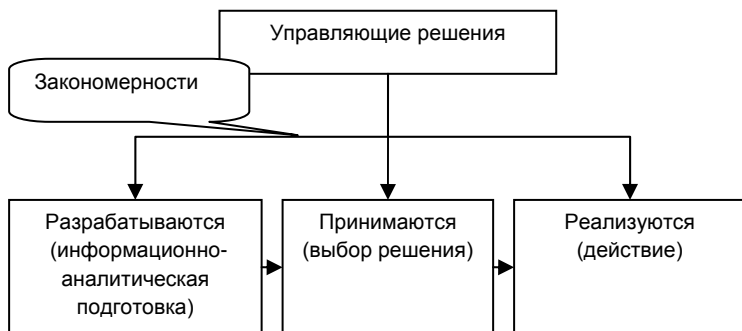 Управляющие решения
Закономерности
Разрабатываются
(информационно-
аналитическая
подготовка)
Принимаются
(выбор решения)
Реализуются
(действие)